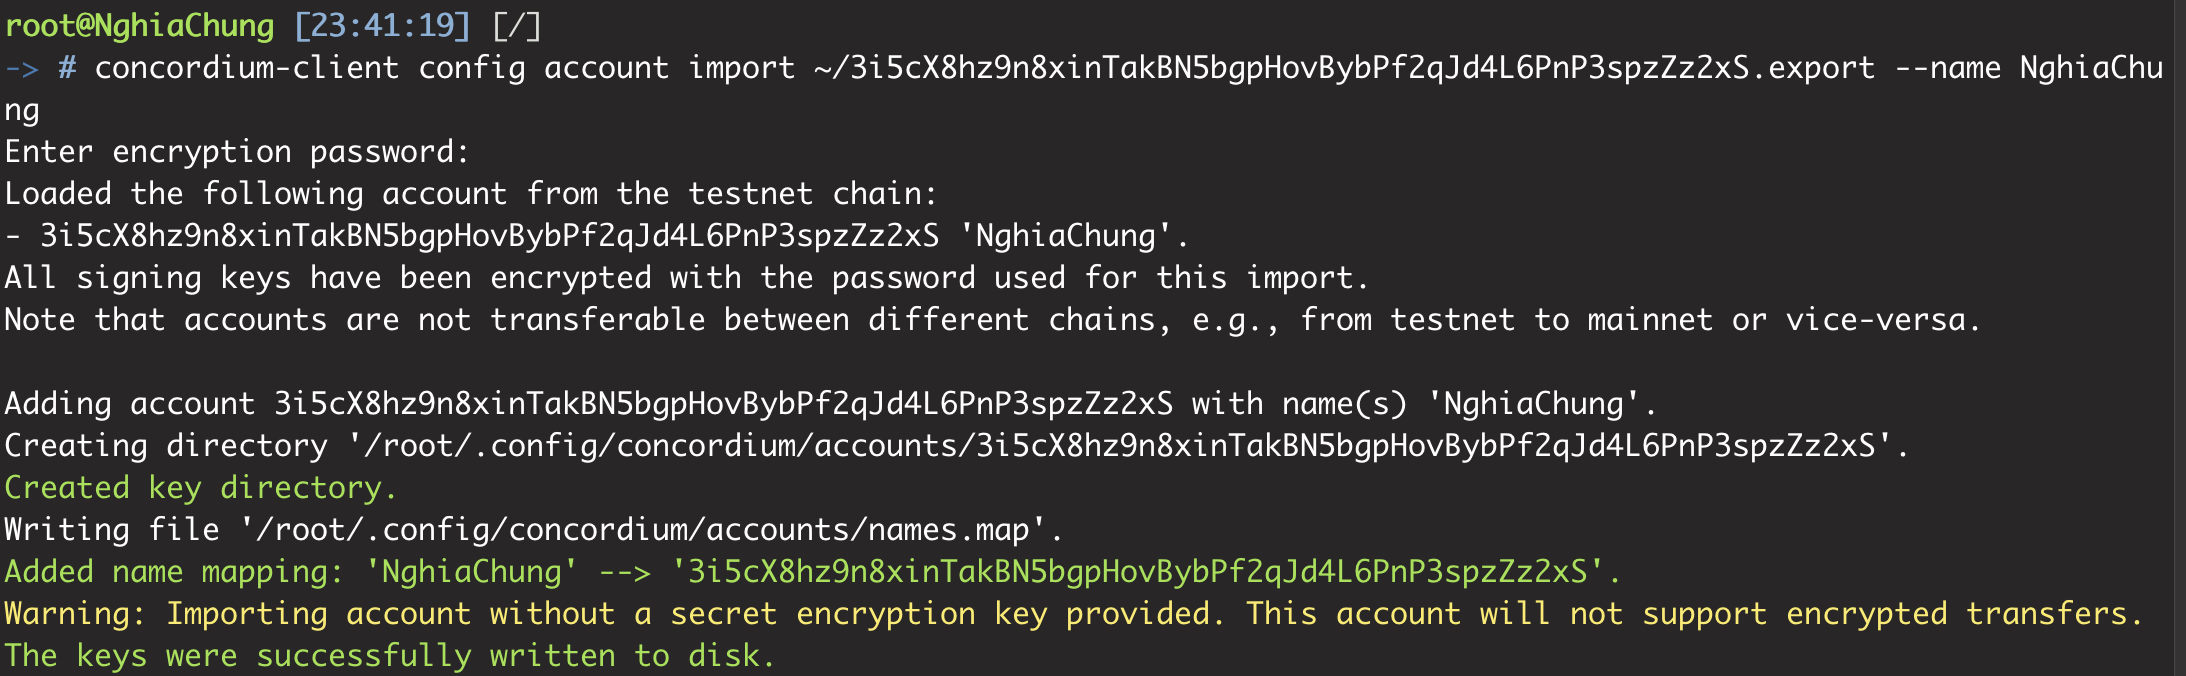 root@NghiaChung [23:41:19] [/]
-> # concordium-client config account import ~/3i5cX8hz9n8xinTakBN5bgpHovBybPf2qJd4L6PnP3spzZz2xS.export --name NghiaChu
ng
Enter encryption password:
Loaded the following account from the testnet chain:
- 3i5cX8hz9n8xinTakBN5bgpHovBybPf2qJd4L6PnP3spzZz2xS 'NghiaChung'.
All signing keys have been encrypted with the password used for this import.
Note that accounts are not transferable between different chains, e.g., from testnet to mainnet or vice-versa.

Adding account 3i5cX8hz9n8xinTakBN5bgpHovBybPf2qJd4L6PnP3spzZz2xS with name(s) 'NghiaChung'.
Creating directory '/root/.config/concordium/accounts/3i5cX8hz9n8xinTakBN5bgpHovBybPf2qJd4L6PnP3spzZz2xS'.
Created key directory.
Writing file '/root/.config/concordium/accounts/names.map'.
Added name mapping: 'NghiaChung' --> '3i5cX8hz9n8xinTakBN5bgpHovBybPf2qJd4L6PnP3spzZz2xS'.
Warning: Importing account without a secret encryption key provided. This account will not support encrypted transfers.
The keys were successfully written to disk.